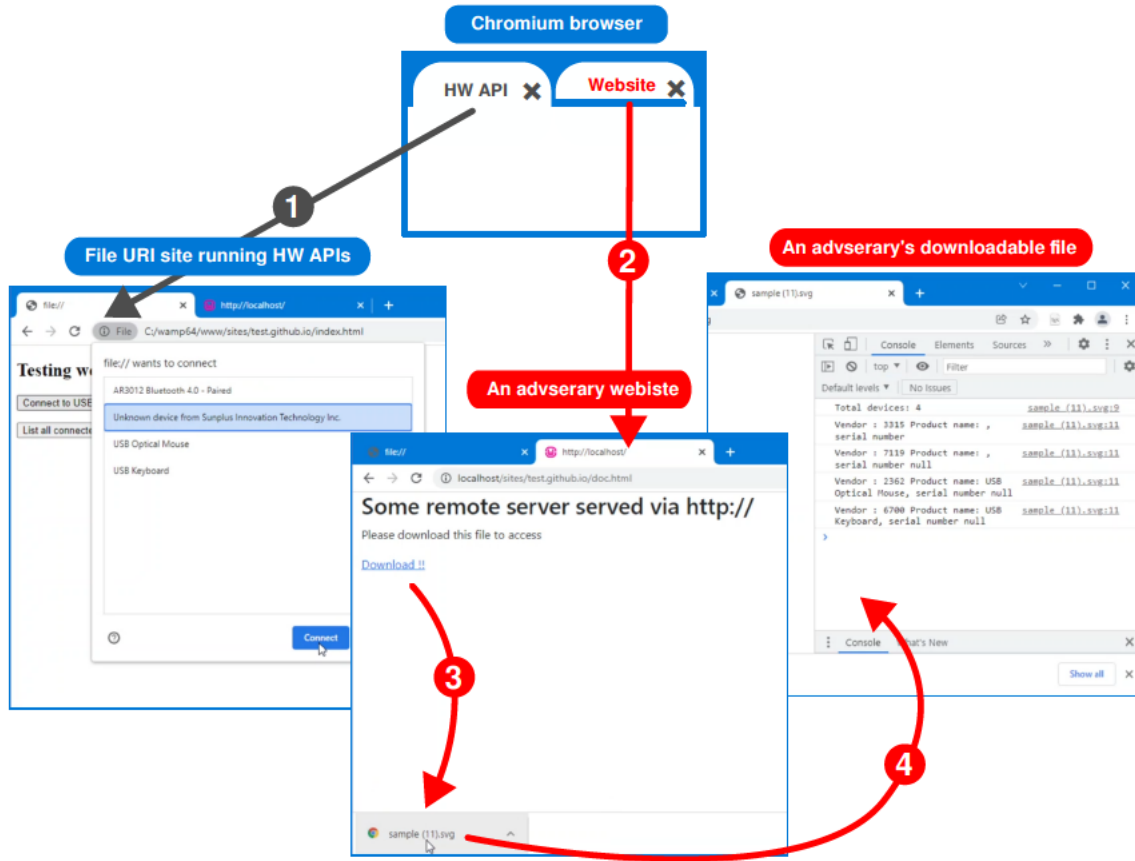 Chromium browser
HW API
Website
1
File URI site running HW APIs
2
An advserary's downloadable file
file://
http://localhost/
File C:/wamp64/www/sites/test.github.io/index.html
Testing w
Connect to USB
List all connecte
file:// wants to connect
AR3012 Bluetooth 4.0 - Paired
Unknown device from Sunplus Innovation Technology Inc.
USB Optical Mouse
USB Keyboard
Connect
An advserary webiste
file://
http://localhost/
localhost/sites/test.github.io/doc.html
Some remote server served via http://
Please download this file to access
Download !!
3
sample (11).svg
sample (11).svg
Console Elements Sources »
top Filter
Default levels No Issues
Total devices: 4 sample (11).svg:9
Vendor : 3315 Product name: , sample (11).svg:11
serial number
Vendor : 7119 Product name: , sample (11).svg:11
serial number null
Vendor : 2362 Product name: USB sample (11).svg:11
Optical Mouse, serial number null
Vendor : 6700 Product name: USB sample (11).svg:11
Keyboard, serial number null
Console What's New
Show all
4